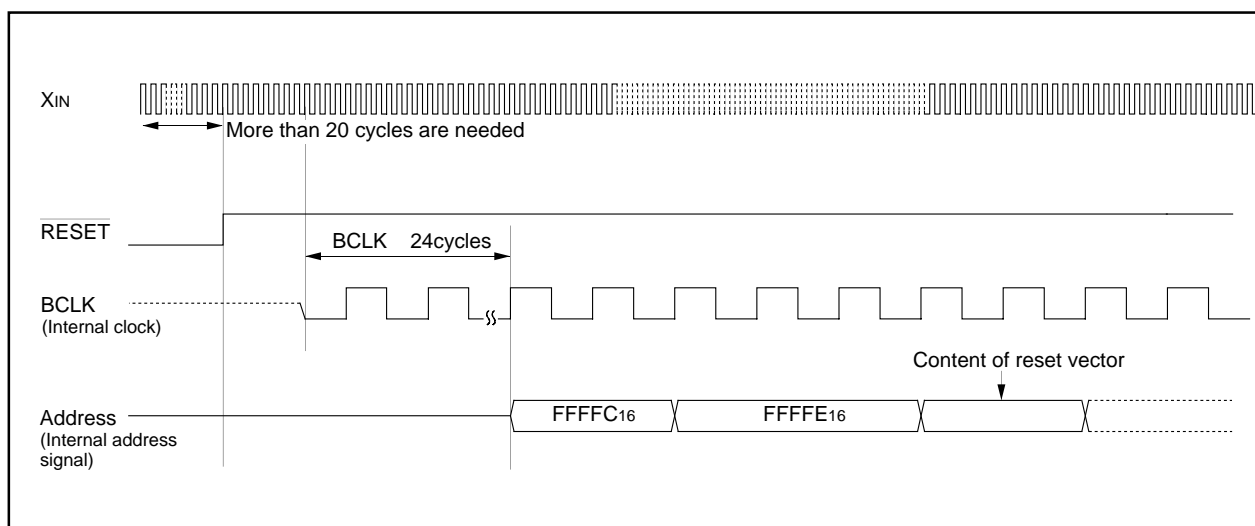 XIN
More than 20 cycles are needed
RESET
BCLK 24cycles
BCLK
(Internal clock)
Content of reset vector
Address
(Internal address
signal)
FFFFC16
FFFFE16